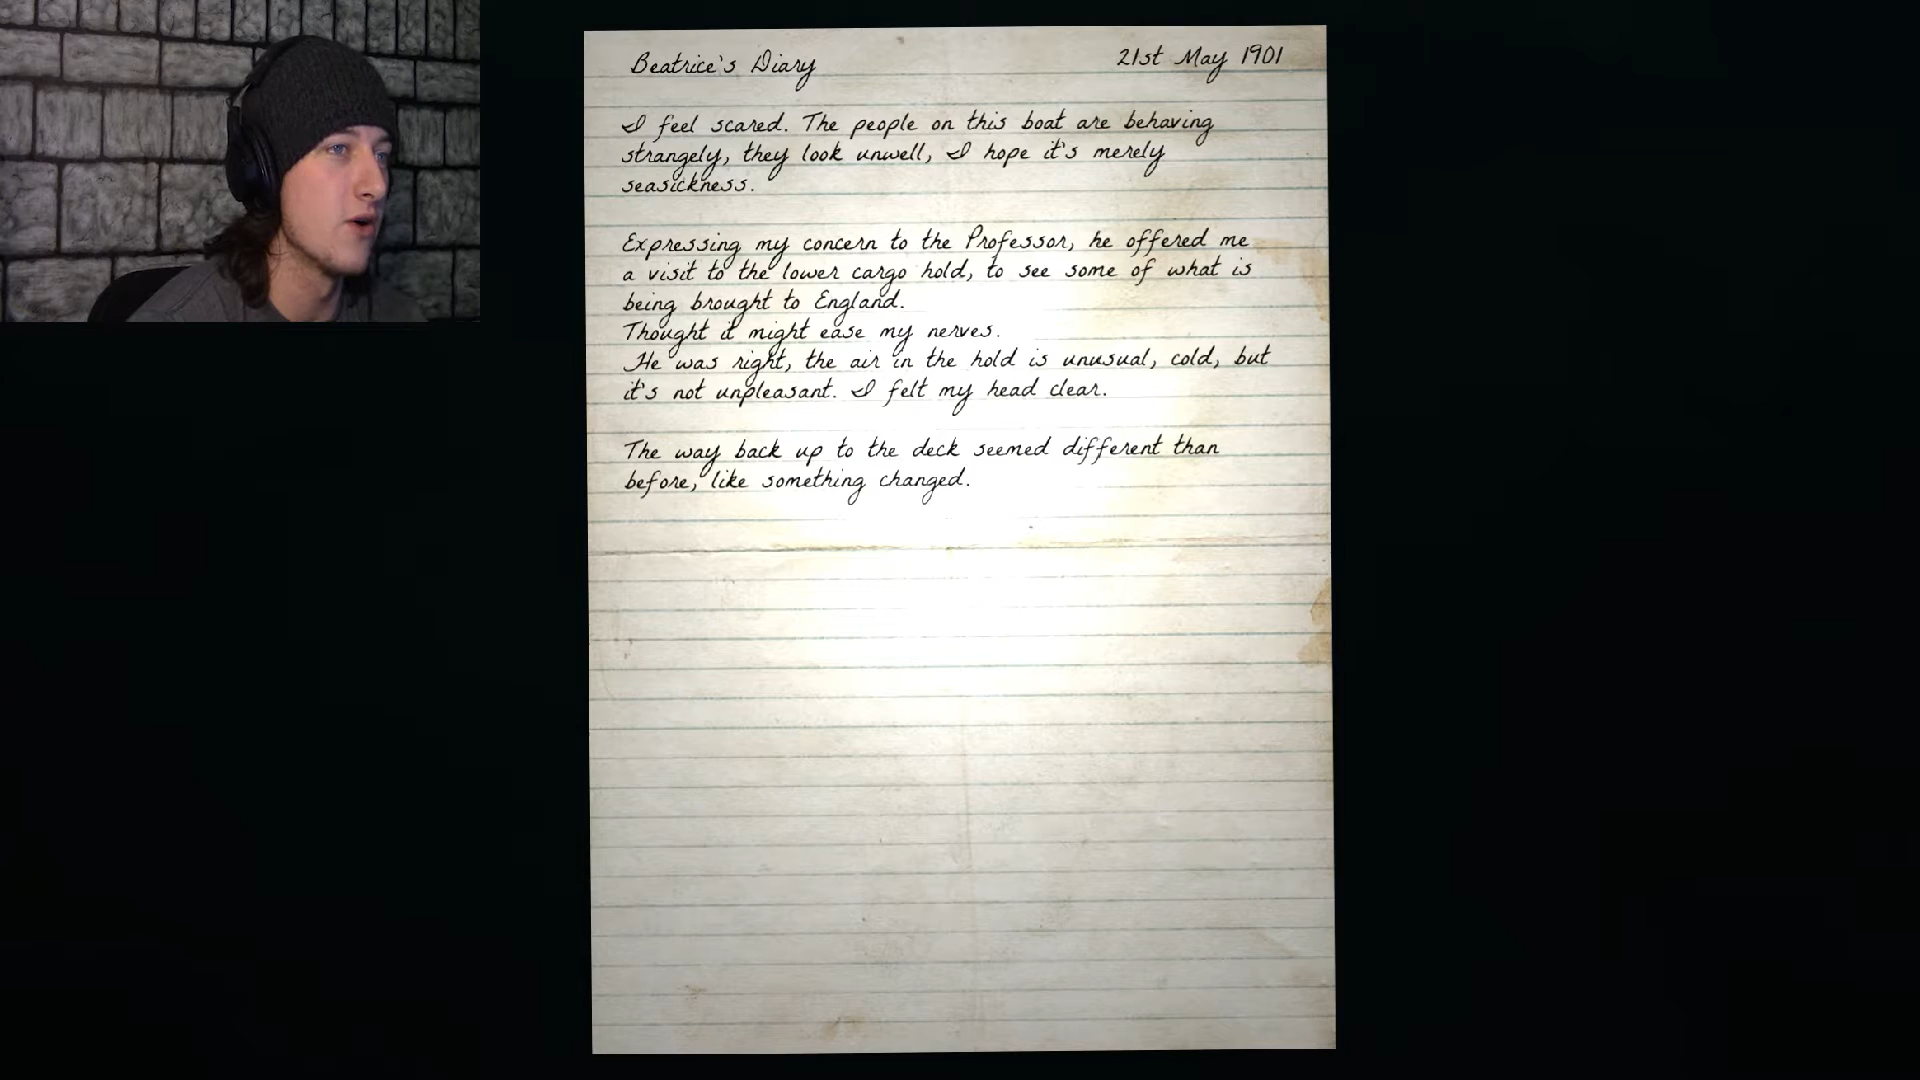 Beatrice's Diary
21st May 1901
I feel scared. The people on this boat are behaving
strangely, they look unwell, I hope it's merely
seasickness.
Expressing my concern to the Professor, he offered me
a visit to the lower cargo hold, to see some of what is
being brought to England.
Thought it might ease my nerves.
He was right, the air in the hold is unusual, cold, but
it's not unpleasant. I felt my head clear.
The way back up to the deck seemed different than
before, like something changed.